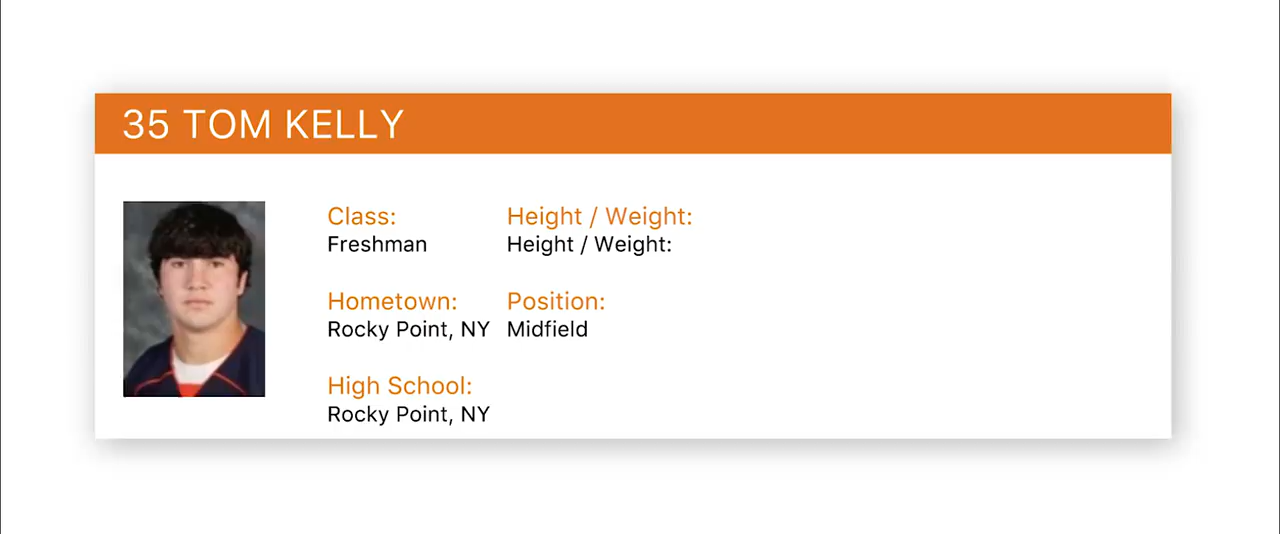 35 TOM KELLY
Class:
Freshman
Height / Weight:
Height / Weight:
Hometown:
Rocky Point, NY
Position:
Midfield
High School:
Rocky Point, NY